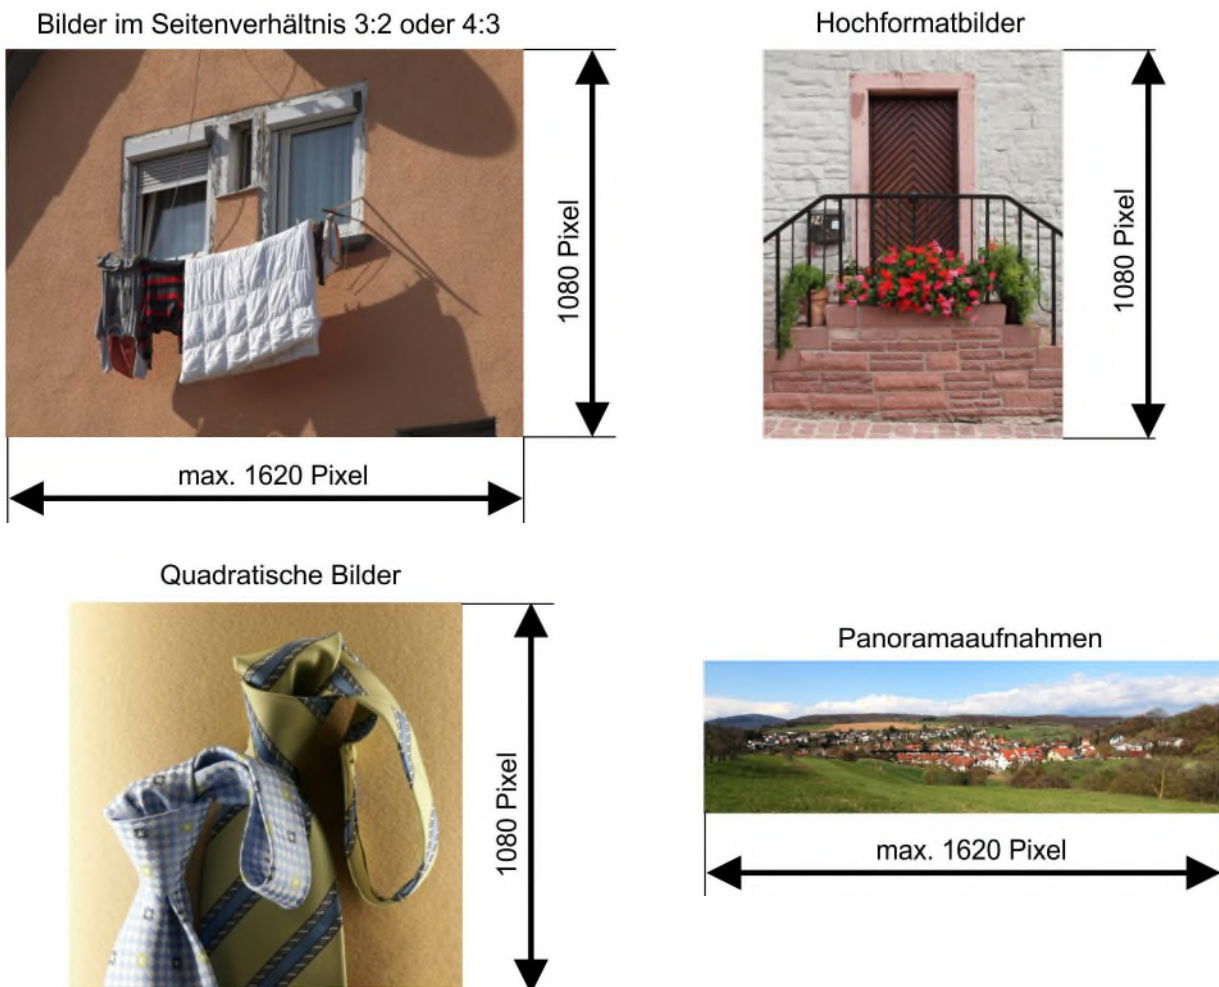 Bilder im Seitenverhältnis 3:2 oder 4:3
1080 Pixel
max. 1620 Pixel
Hochformatbilder
24
1080 Pixel
Quadratische Bilder
1080 Pixel
Panoramaaufnahmen
max. 1620 Pixel